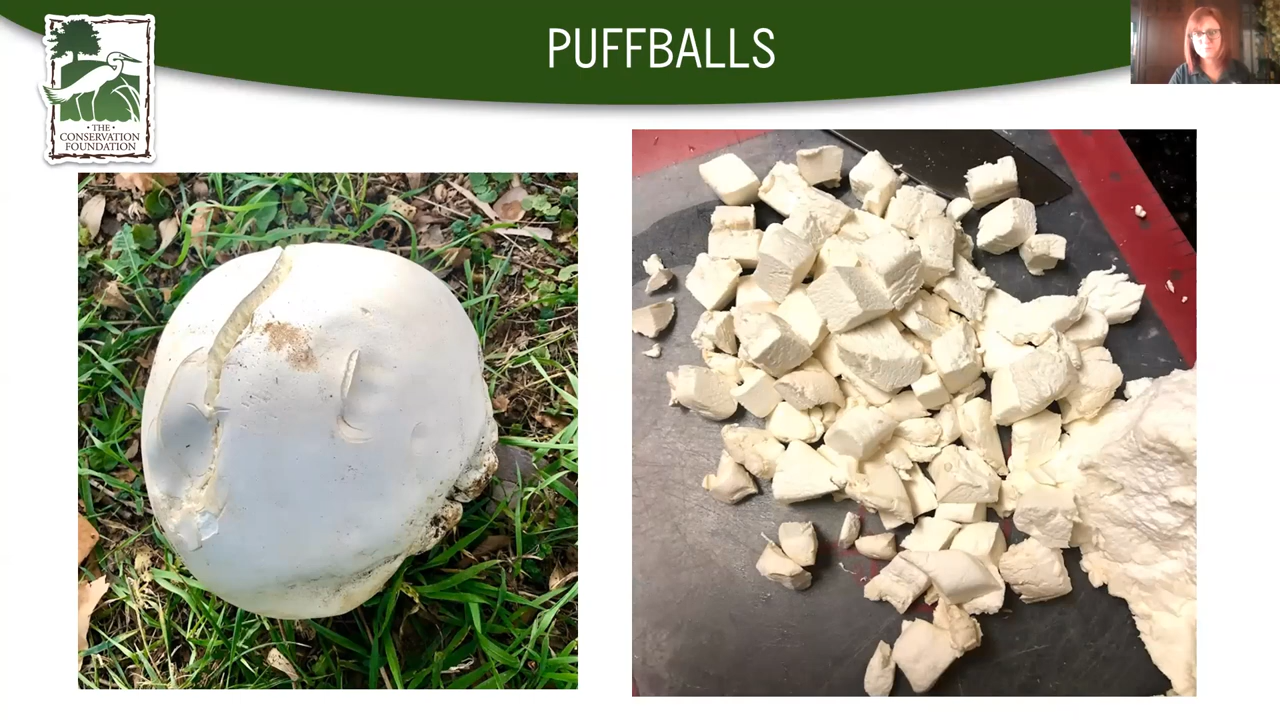 PUFFBALLS
• THE •
CONSERVATION
FOUNDATION